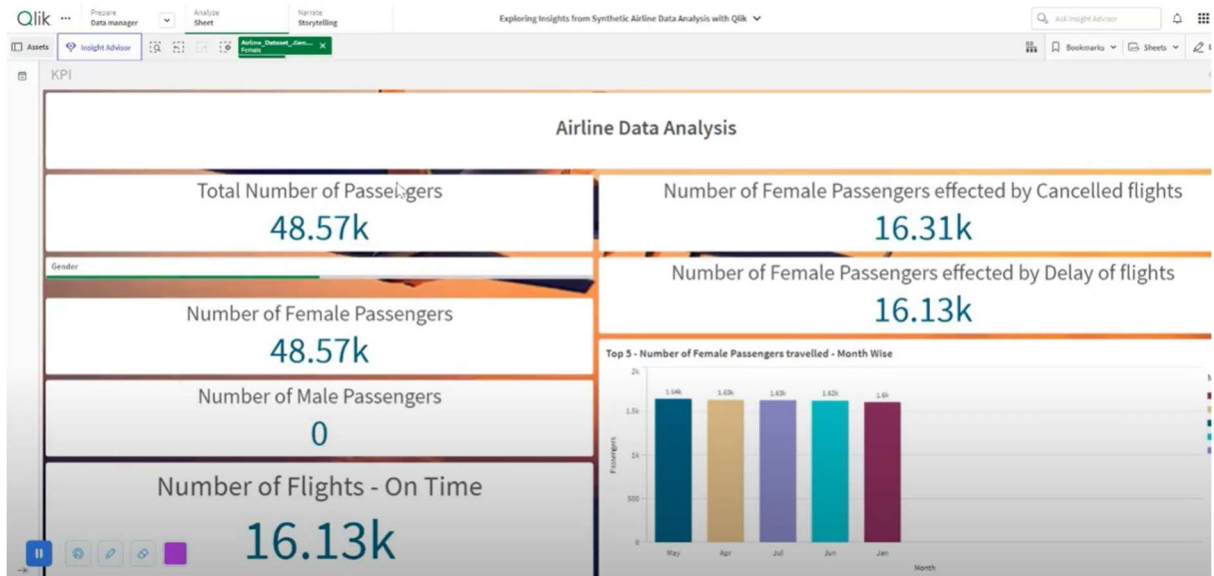 Qlik
Prepare
Data manager
Analyze
Sheet
Narrate
Storytelling
Exploring Insights from Synthetic Airline Data Analysis with Qlik
Ask Insight Advisor
Assets
Insight Advisor
Airline_Dataset_.Gen...
Female
Bookmarks
Sheets
KPI
Airline Data Analysis
Total Number of Passengers
48.57k
Number of Female Passengers effected by Cancelled flights
16.31k
Gender
Number of Female Passengers effected by Delay of flights
16.13k
Number of Female Passengers
48.57k
Number of Male Passengers
0
Number of Flights - On Time
16.13k
Top 5 - Number of Female Passengers travelled - Month Wise
2k
1.5k
1k
500
0
Passengers
1.64k
1.63k
1.63k
1.62k
1.6k
May
Apr
Jul
Jun
Jan
Month